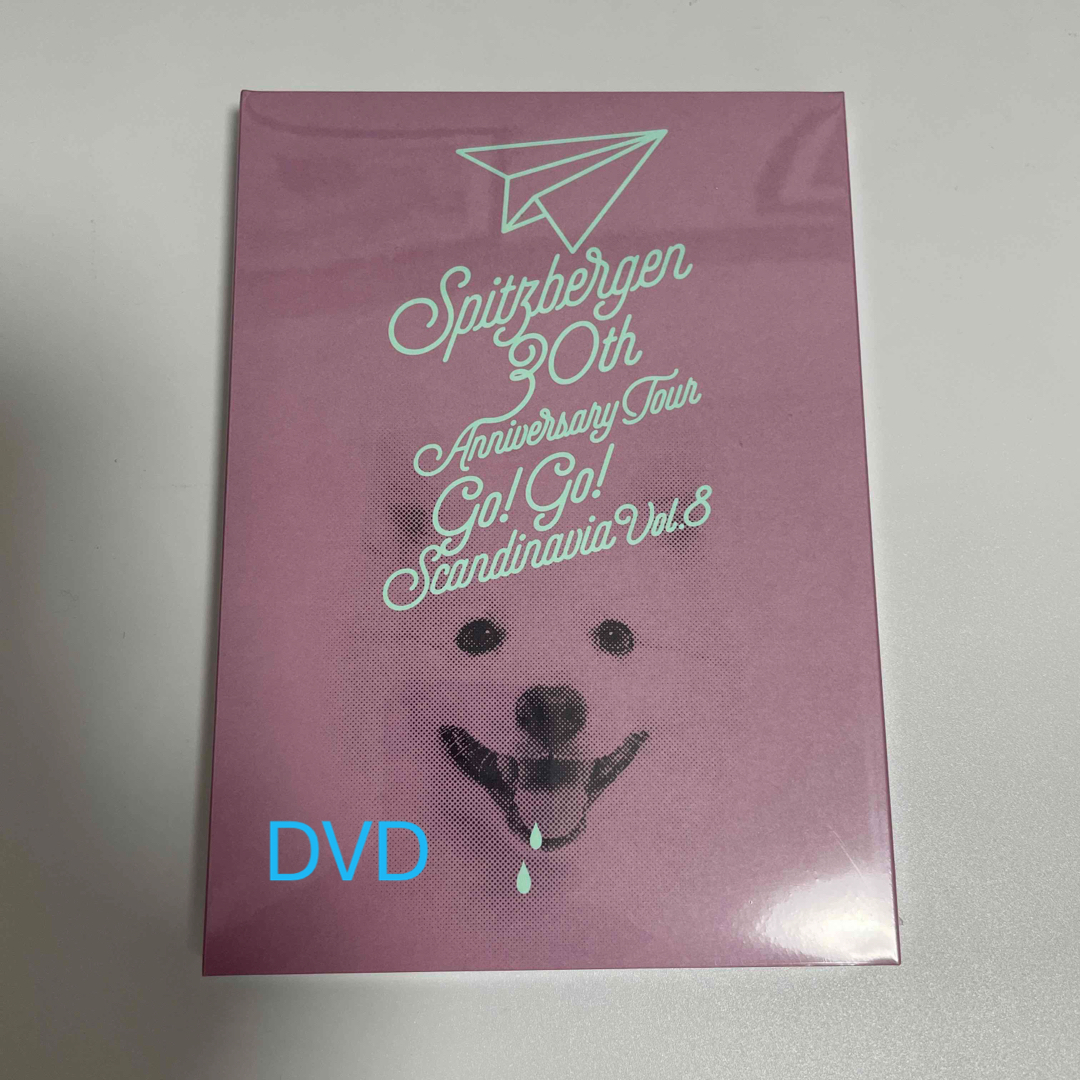 Spitzbergen
30th
Anniversary Tour
Go! Go!
Scandinavia Vol.8
DVD